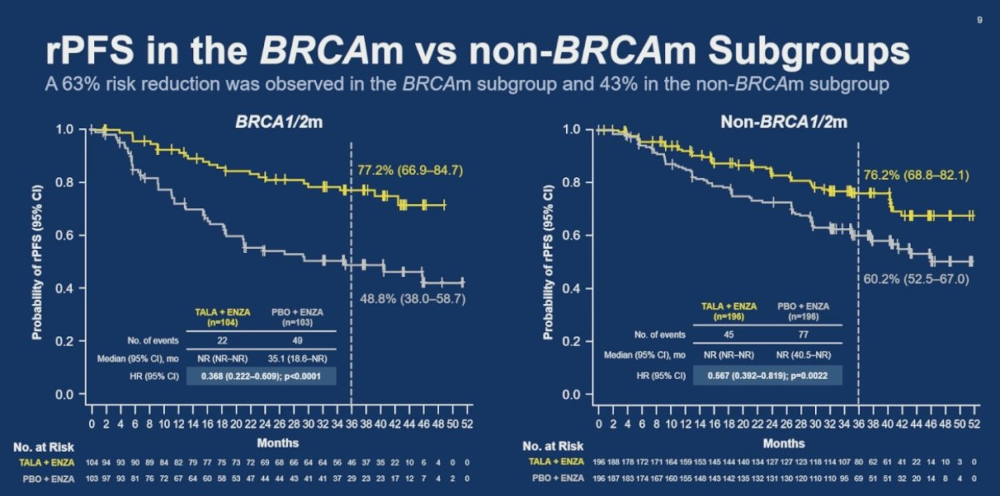 9
rPFS in the BRCAm vs non-BRCAm Subgroups
A 63% risk reduction was observed in the BRCAm subgroup and 43% in the non-BRCAm subgroup
BRCA1/2m
Probability of rPFS (95% CI)
1.0
0.8
0.6
0.4
0.2
0.0
77.2% (66.9–84.7)
48.8% (38.0–58.7)
TALA + ENZA PBO + ENZA
(n=104) (n=103)
No. of events 22 49
Median (95% CI), mo NR (NR–NR) 35.1 (18.6–NR)
HR (95% CI) 0.368 (0.222–0.609); p<0.0001
0 2 4 6 8 10 12 14 16 18 20 22 24 26 28 30 32 34 36 38 40 42 44 46 48 50 52
Months
No. at Risk
TALA + ENZA 104 94 93 90 89 84 82 79 77 75 73 72 69 68 66 64 64 56 46 37 35 22 10 6 4 0 0
PBO + ENZA 103 97 93 81 76 72 67 64 60 58 53 47 44 44 43 41 41 37 29 23 23 17 12 7 4 2 0
Non-BRCA1/2m
Probability of rPFS (95% CI)
1.0
0.8
0.6
0.4
0.2
0.0
76.2% (68.8–82.1)
60.2% (52.5–67.0)
TALA + ENZA PBO + ENZA
(n=196) (n=196)
No. of events 45 77
Median (95% CI), mo NR (NR–NR) NR (40.5–NR)
HR (95% CI) 0.567 (0.392–0.819); p=0.0022
0 2 4 6 8 10 12 14 16 18 20 22 24 26 28 30 32 34 36 38 40 42 44 46 48 50 52
Months
No. at Risk
TALA + ENZA 196 188 178 172 171 164 159 153 145 144 140 134 127 127 123 118 114 107 80 62 61 41 22 14 10 3 0
PBO + ENZA 196 187 183 174 167 160 155 148 143 142 135 132 131 130 120 110 110 95 69 51 51 32 20 14 8 4 0